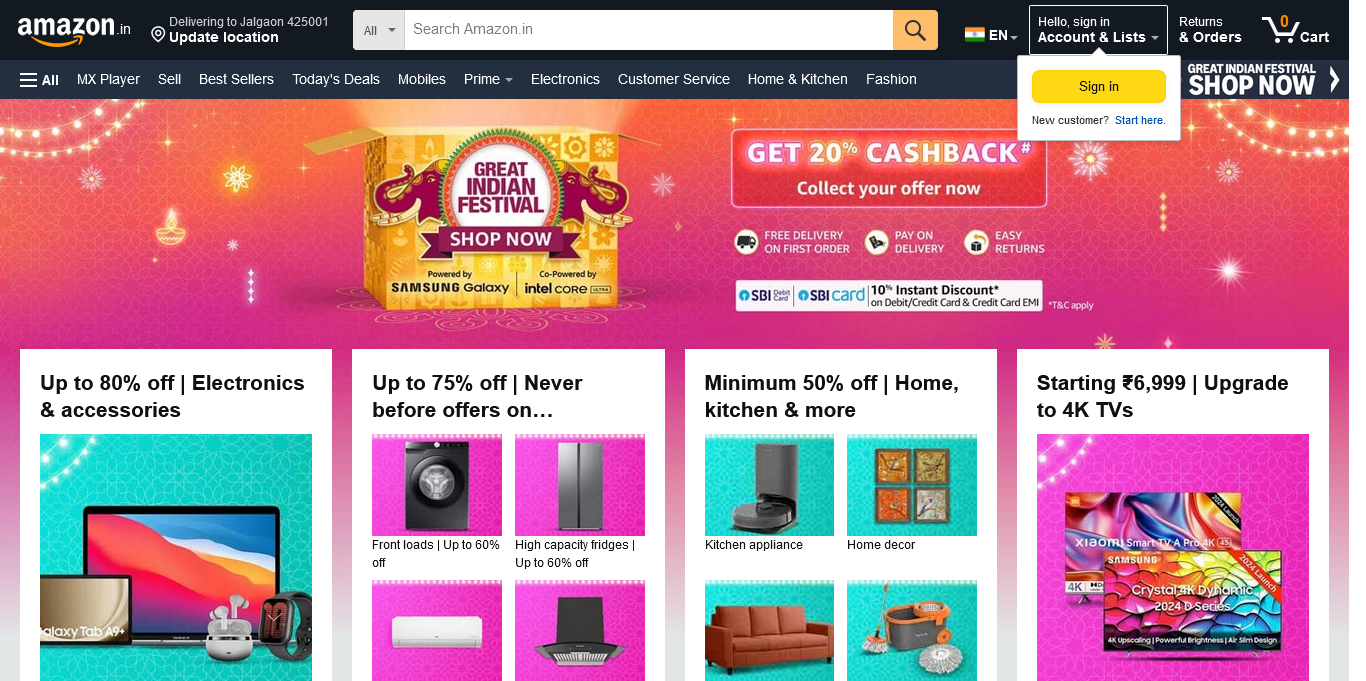 amazon.in
Delivering to Jalgaon 425001
Update location
All
Search Amazon.in
EN
Hello, sign in
Account & Lists
Returns
& Orders
0
Cart
All
MX Player
Sell
Best Sellers
Today's Deals
Mobiles
Prime
Electronics
Customer Service
Home & Kitchen
Fashion
GREAT INDIAN FESTIVAL
SHOP NOW
Sign in
New customer? Start here.
GREAT
INDIAN
FESTIVAL
SHOP NOW
Powered by
SAMSUNG Galaxy
Co-Powered by
intel core ULTRA
GET 20% CASHBACK#
Collect your offer now
FREE DELIVERY
ON FIRST ORDER
PAY ON
DELIVERY
EASY
RETURNS
SBI Debit Card
SBI card
10% Instant Discount*
on Debit/Credit Card & Credit Card EMI
*T&C apply
Up to 80% off | Electronics
& accessories
alaxy Tab A9+
Up to 75% off | Never
before offers on…
Front loads | Up to 60%
off
High capacity fridges |
Up to 60% off
Minimum 50% off | Home,
kitchen & more
Kitchen appliance
Home decor
Starting ₹6,999 | Upgrade
to 4K TVs
2024 Launch
xiaomi Smart TV A Pro 4K 43
4K
SAMSUNG
2024 Launch
Crystal 4K Dynamic
2024 D Series
4K Upscaling | Powerful Brightness | Air Slim Design